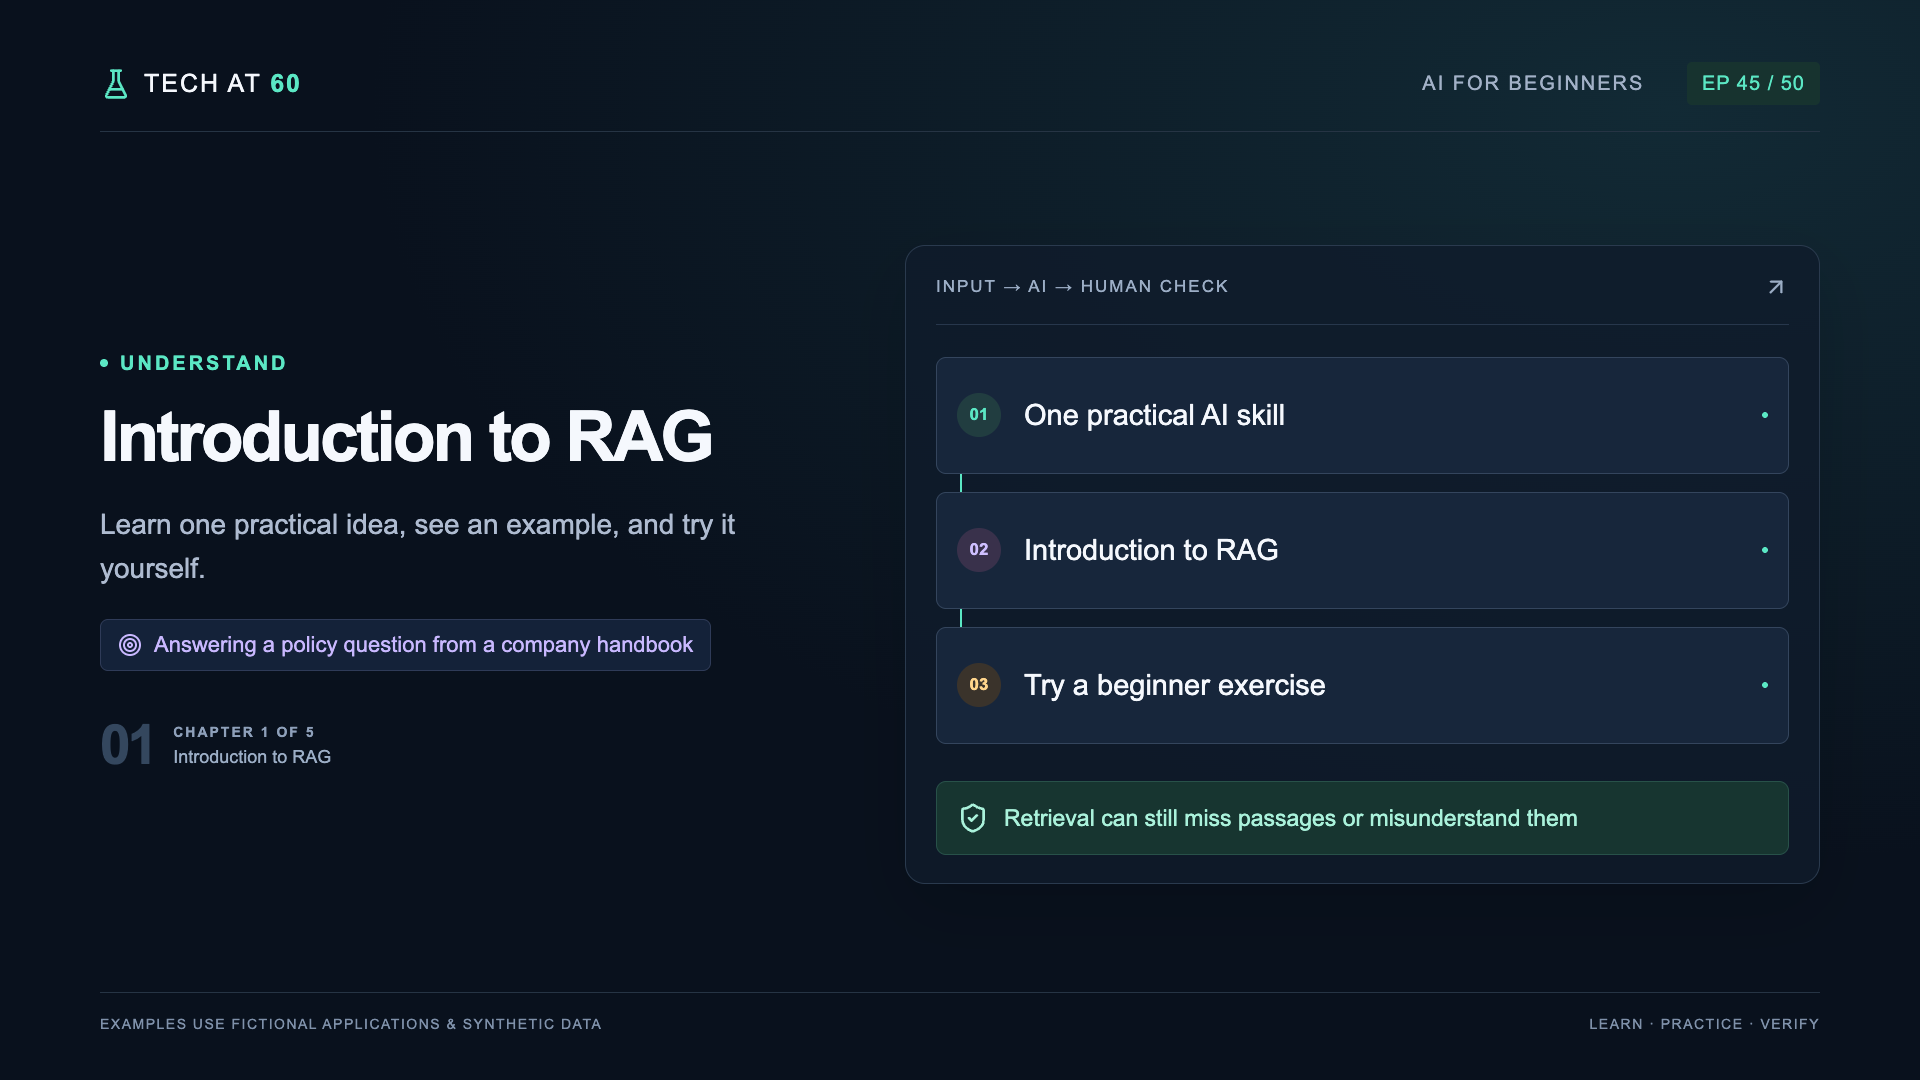 TECH AT 60
AI FOR BEGINNERS
EP 45 / 50
UNDERSTAND
Introduction to RAG
Learn one practical idea, see an example, and try it
yourself.
Answering a policy question from a company handbook
01
CHAPTER 1 OF 5
Introduction to RAG
INPUT → AI → HUMAN CHECK
01 One practical AI skill
02 Introduction to RAG
03 Try a beginner exercise
Retrieval can still miss passages or misunderstand them
EXAMPLES USE FICTIONAL APPLICATIONS & SYNTHETIC DATA
LEARN · PRACTICE · VERIFY